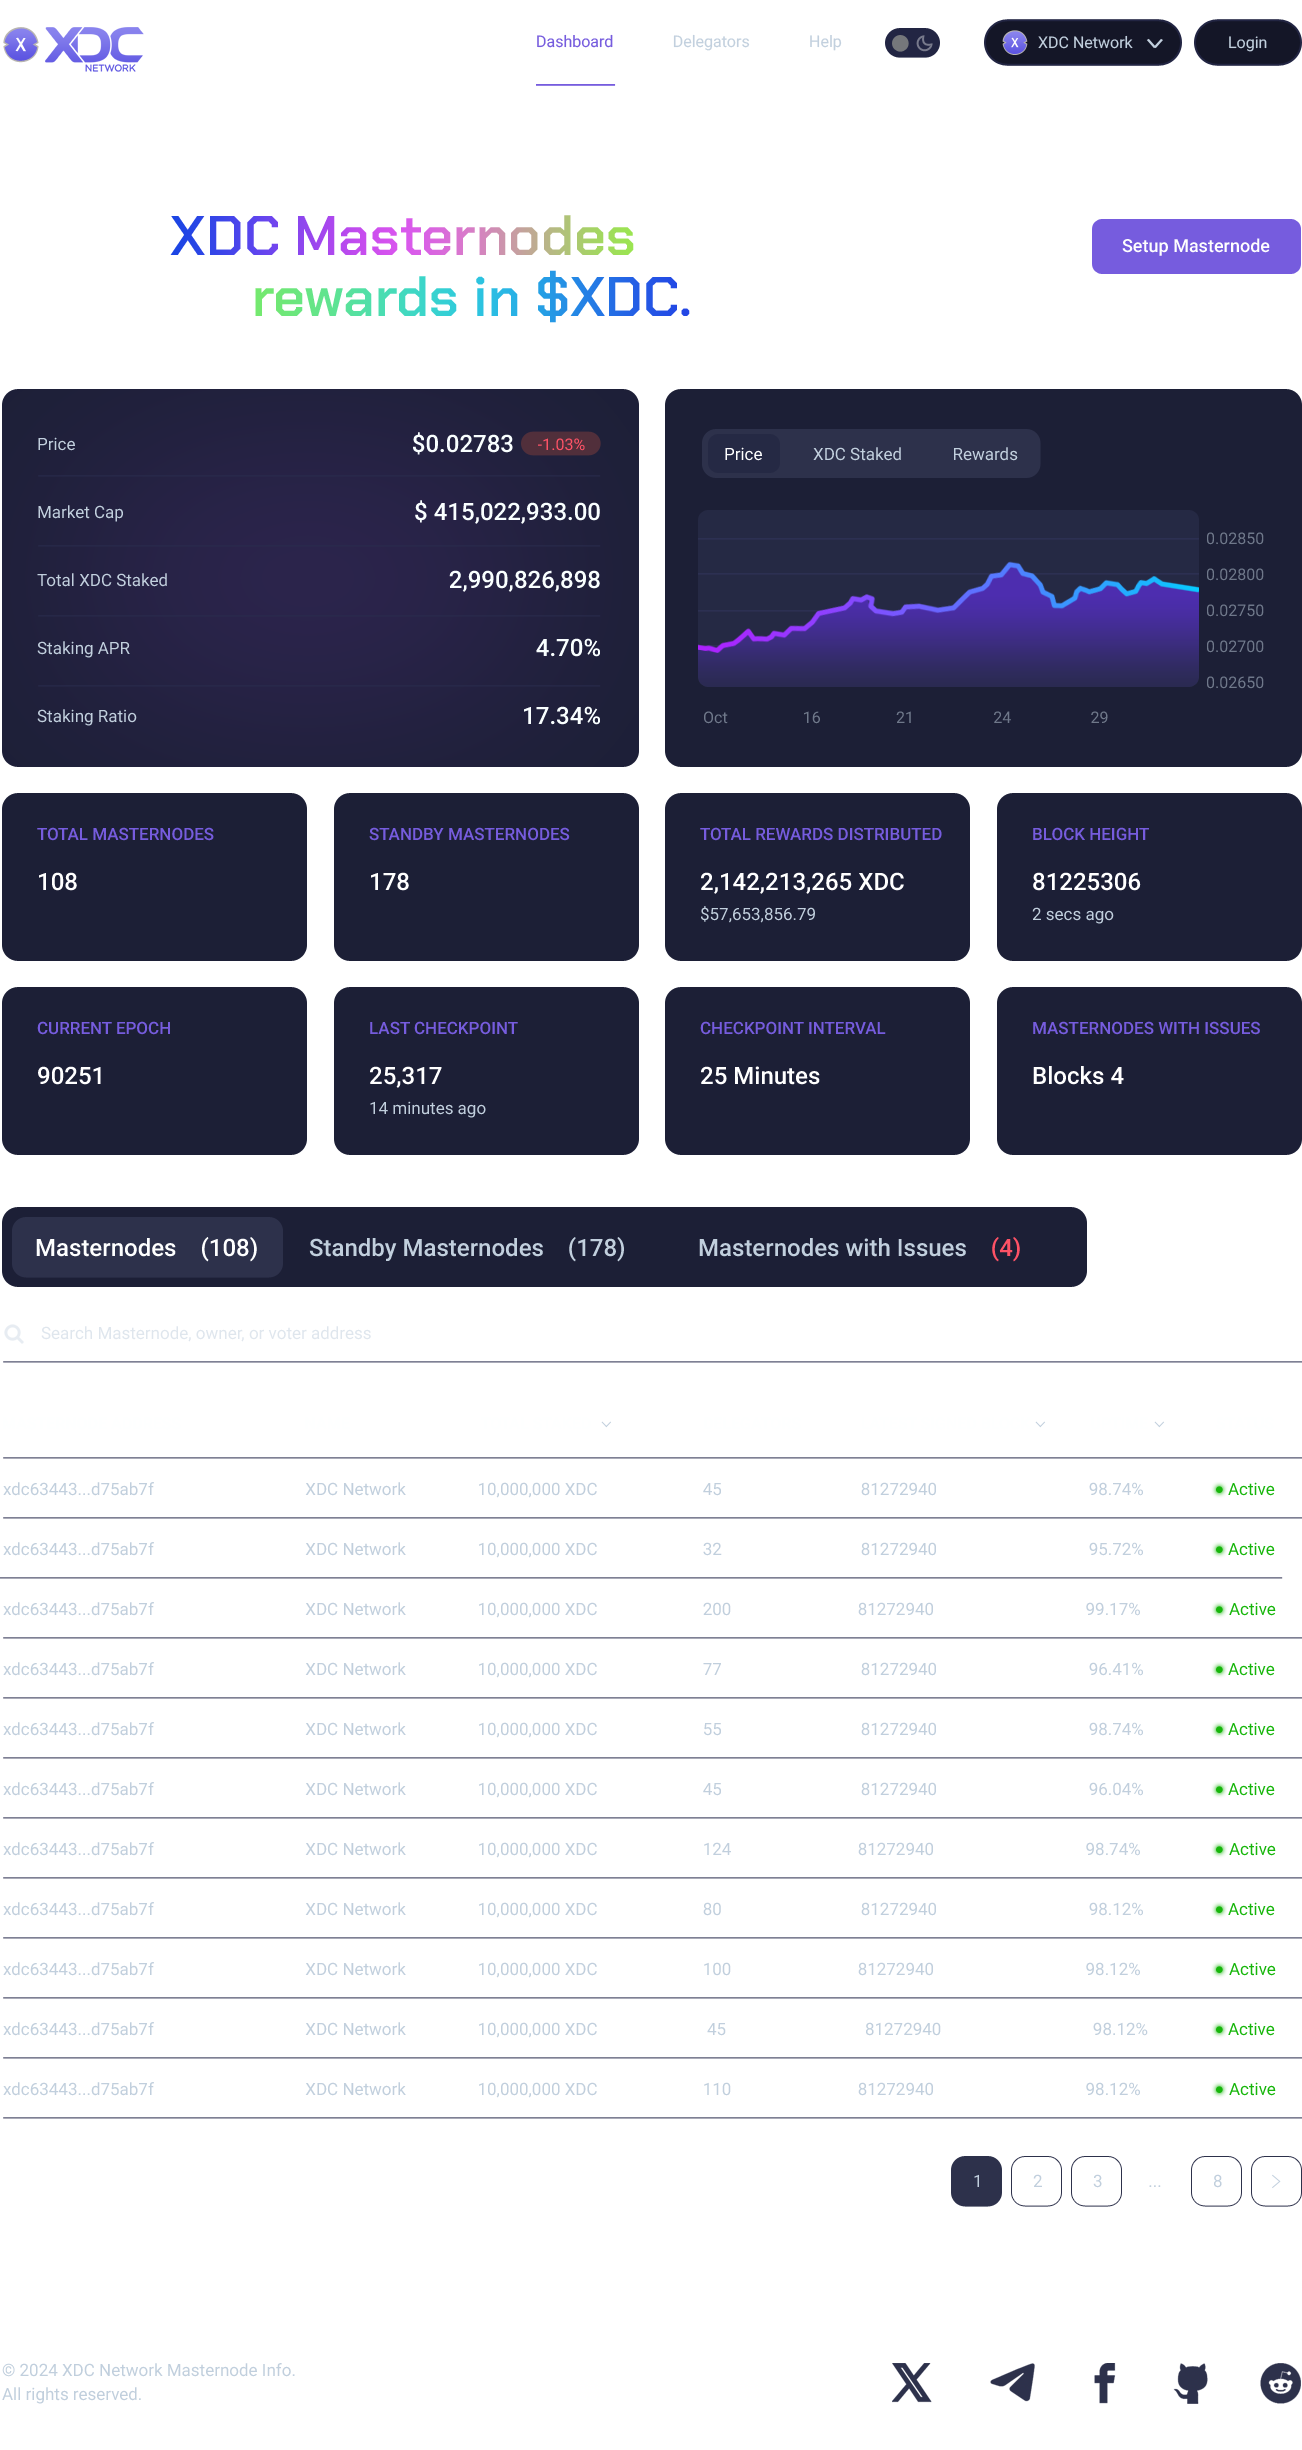 X XDC NETWORK
Dashboard Delegators Help X XDC Network Login
XDC Masternodes
rewards in $XDC.
Setup Masternode
Price $0.02783 -1.03%
Market Cap $ 415,022,933.00
Total XDC Staked 2,990,826,898
Staking APR 4.70%
Staking Ratio 17.34%
Price XDC Staked Rewards
0.02850
0.02800
0.02750
0.02700
0.02650
Oct 16 21 24 29
TOTAL MASTERNODES
108
STANDBY MASTERNODES
178
TOTAL REWARDS DISTRIBUTED
2,142,213,265 XDC
$57,653,856.79
BLOCK HEIGHT
81225306
2 secs ago
CURRENT EPOCH
90251
LAST CHECKPOINT
25,317
14 minutes ago
CHECKPOINT INTERVAL
25 Minutes
MASTERNODES WITH ISSUES
Blocks 4
Masternodes (108) Standby Masternodes (178) Masternodes with Issues (4)
Search Masternode, owner, or voter address
xdc63443...d75ab7f XDC Network 10,000,000 XDC 45 81272940 98.74% Active
xdc63443...d75ab7f XDC Network 10,000,000 XDC 32 81272940 95.72% Active
xdc63443...d75ab7f XDC Network 10,000,000 XDC 200 81272940 99.17% Active
xdc63443...d75ab7f XDC Network 10,000,000 XDC 77 81272940 96.41% Active
xdc63443...d75ab7f XDC Network 10,000,000 XDC 55 81272940 98.74% Active
xdc63443...d75ab7f XDC Network 10,000,000 XDC 45 81272940 96.04% Active
xdc63443...d75ab7f XDC Network 10,000,000 XDC 124 81272940 98.74% Active
xdc63443...d75ab7f XDC Network 10,000,000 XDC 80 81272940 98.12% Active
xdc63443...d75ab7f XDC Network 10,000,000 XDC 100 81272940 98.12% Active
xdc63443...d75ab7f XDC Network 10,000,000 XDC 45 81272940 98.12% Active
xdc63443...d75ab7f XDC Network 10,000,000 XDC 110 81272940 98.12% Active
1 2 3 ... 8 >
© 2024 XDC Network Masternode Info.
All rights reserved.